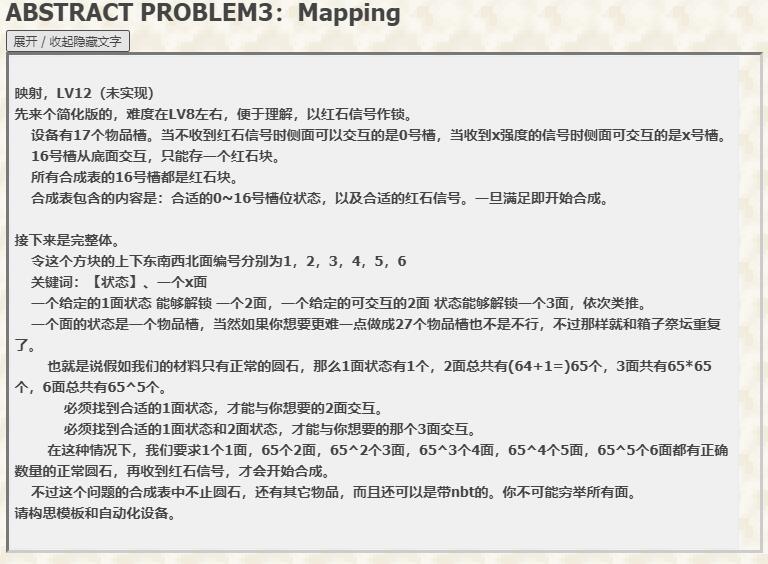 ABSTRACT PROBLEM3：Mapping
展开 / 收起隐藏文字
映射，LV12（未实现）
先来个简化版的，难度在LV8左右，便于理解，以红石信号作锁。
设备有17个物品槽。当不收到红石信号时侧面可以交互的是0号槽，当收到x强度的信号时侧面可交互的是x号槽。
16号槽从底面交互，只能存一个红石块。
所有合成表的16号槽都是红石块。
合成表包含的内容是：合适的0~16号槽位状态，以及合适的红石信号。一旦满足即开始合成。
接下来是完整体。
令这个方块的上下东南西北面编号分别为1，2，3，4，5，6
关键词：【状态】、一个x面
一个给定的1面状态 能够解锁 一个2面，一个给定的可交互的2面 状态能够解锁一个3面，依次类推。
一个面的状态是一个物品槽，当然如果你想要更难一点做成27个物品槽也不是不行，不过那样就和箱子祭坛重复
了。
也就是说假如我们的材料只有正常的圆石，那么1面状态有1个，2面总共有(64+1=)65个，3面共有65*65
个，6面总共有65^5个。
必须找到合适的1面状态，才能与你想要的2面交互。
必须找到合适的1面状态和2面状态，才能与你想要的那个3面交互。
在这种情况下，我们要求1个1面，65个2面，65^2个3面，65^3个4面，65^4个5面，65^5个6面都有正确
数量的正常圆石，再收到红石信号，才会开始合成。
不过这个问题的合成表中不止圆石，还有其它物品，而且还可以是带nbt的。你不可能穷举所有面。
请构思模板和自动化设备。